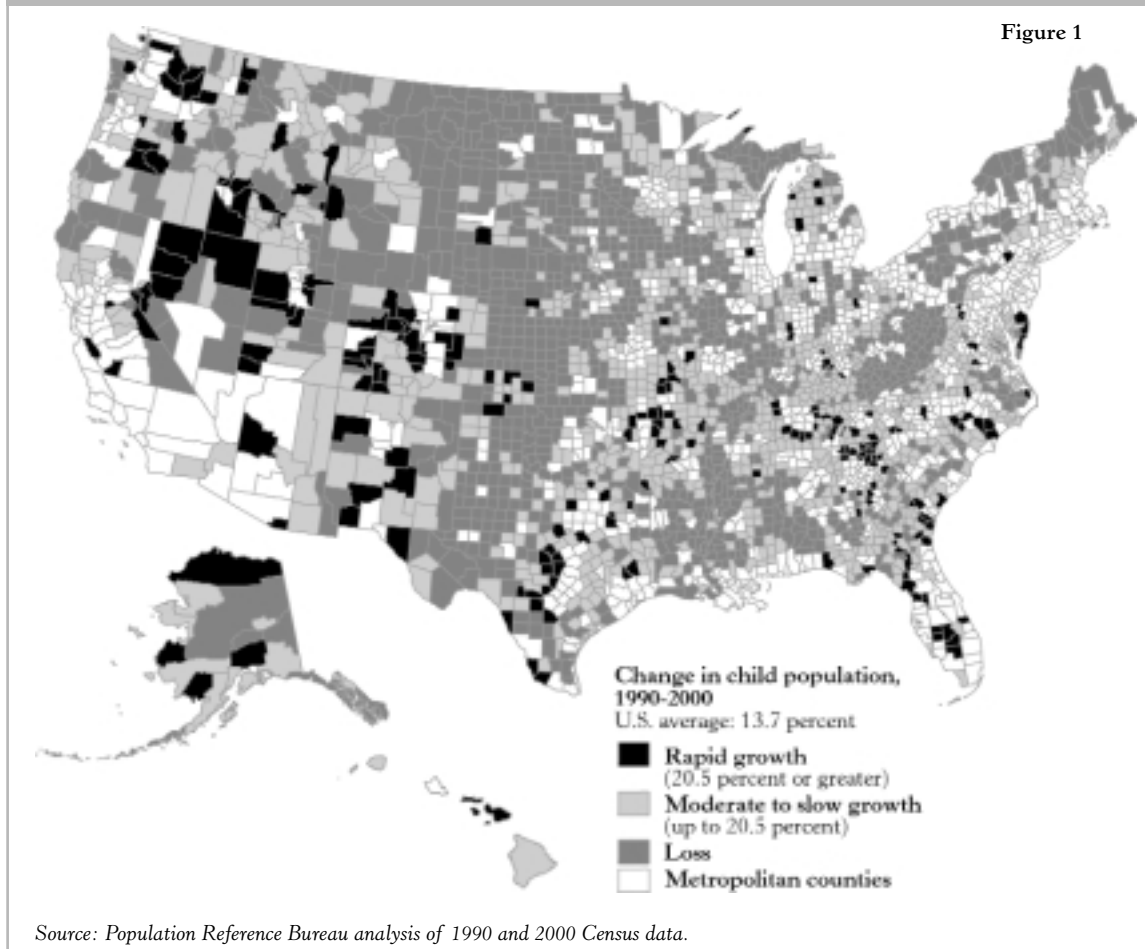 Figure 1
Change in child population,
1990-2000
U.S. average: 13.7 percent
Rapid growth
(20.5 percent or greater)
Moderate to slow growth
(up to 20.5 percent)
Loss
Metropolitan counties
Source: Population Reference Bureau analysis of 1990 and 2000 Census data.